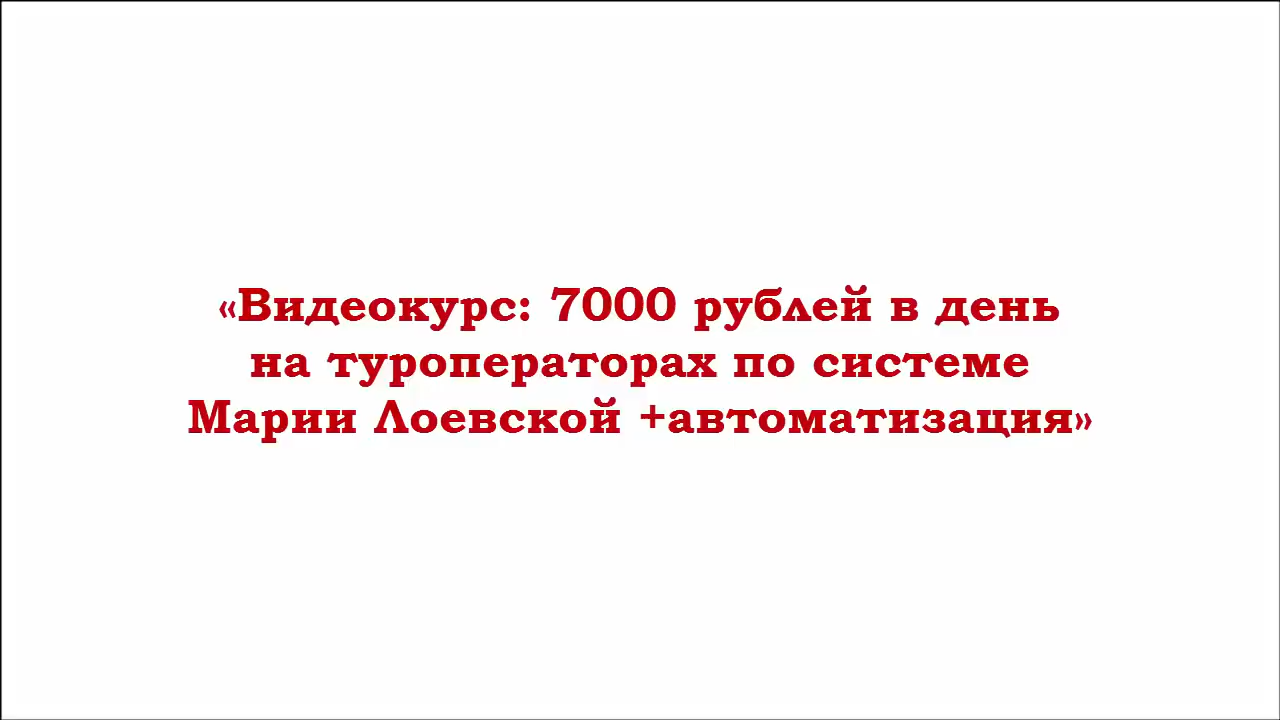 «Видеокурс: 7000 рублей в день
на туроператорах по системе
Марии Лоевской +автоматизация»